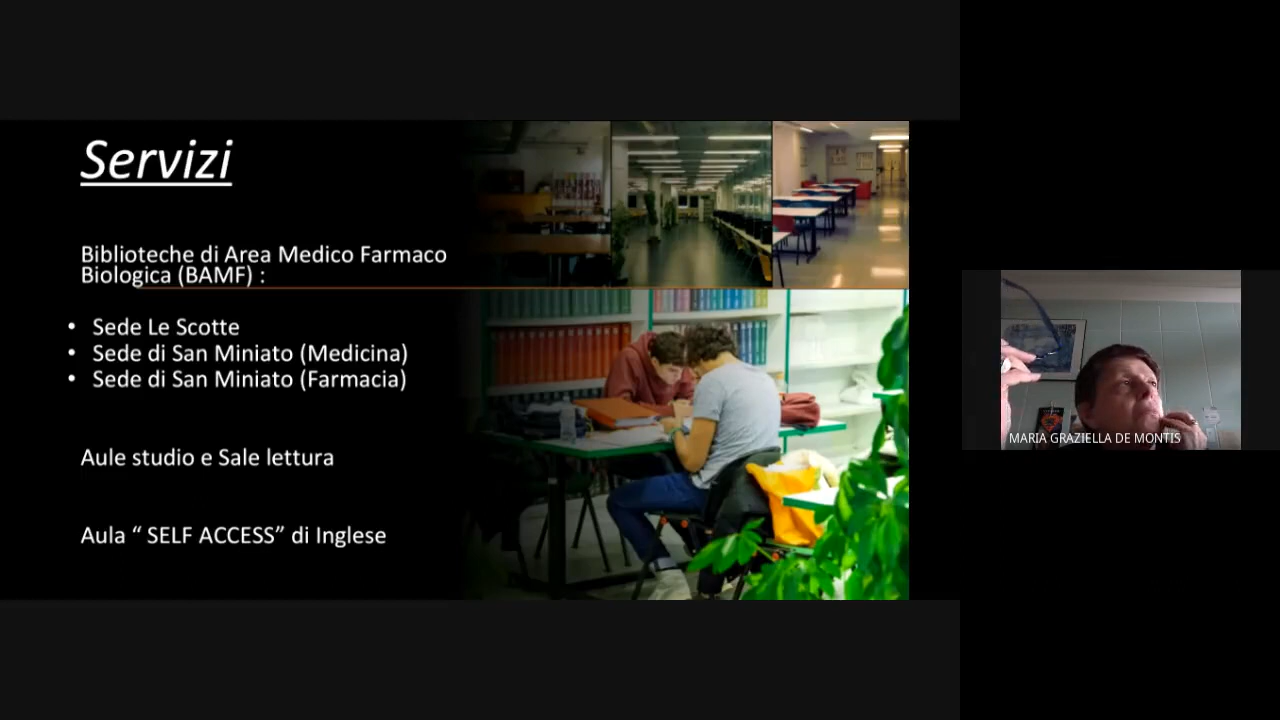 Servizi
Biblioteche di Area Medico Farmaco
Biologica (BAMF) :
• Sede Le Scotte
• Sede di San Miniato (Medicina)
• Sede di San Miniato (Farmacia)
Aule studio e Sale lettura
Aula “ SELF ACCESS” di Inglese
MARIA GRAZIELLA DE MONTIS